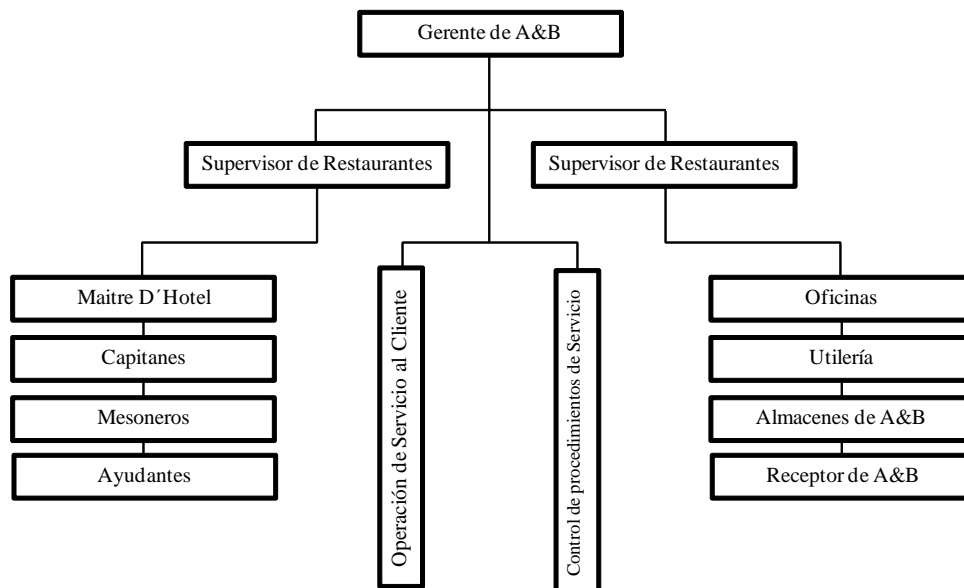 Gerente de A&B
Supervisor de Restaurantes
Supervisor de Restaurantes
Maitre D´Hotel
Capitanes
Mesoneros
Ayudantes
Operación de Servicio al Cliente
Control de procedimientos de Servicio
Oficinas
Utilería
Almacenes de A&B
Receptor de A&B